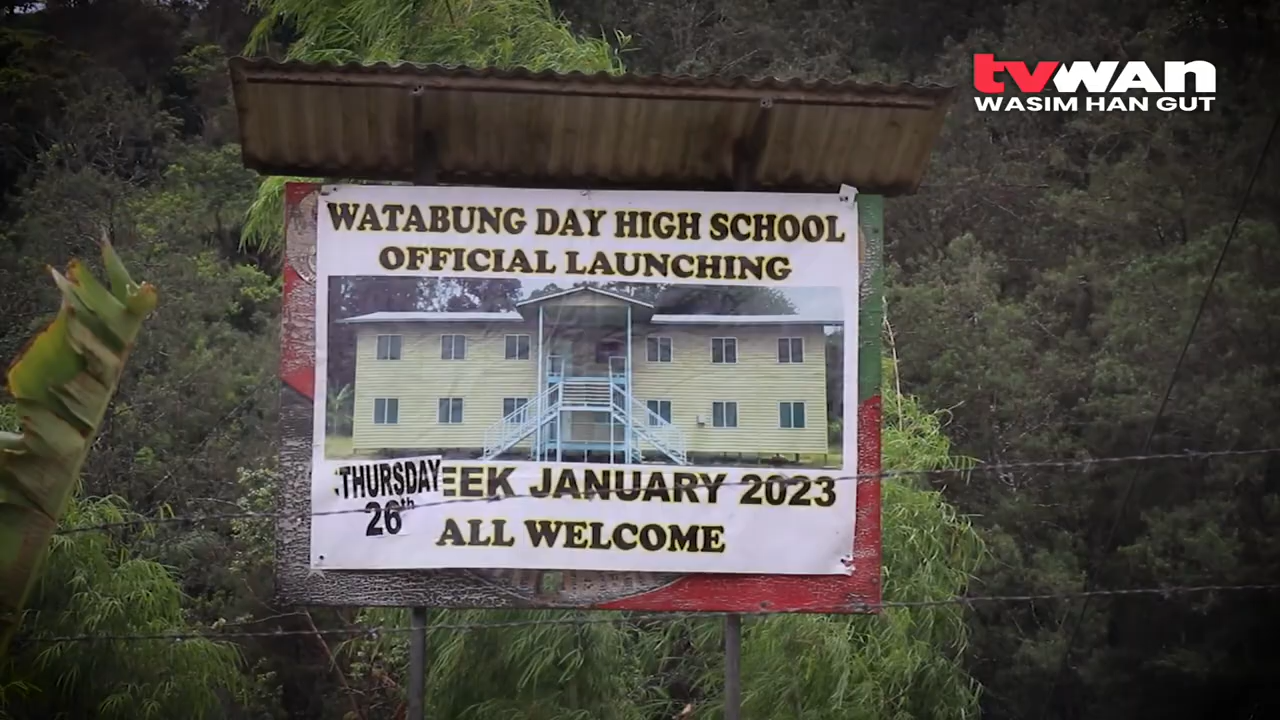 tvwan
WASIM HAN GUT
WATABUNG DAY HIGH SCHOOL
OFFICIAL LAUNCHING
THURSDAY
26th
EEK JANUARY 2023
ALL WELCOME